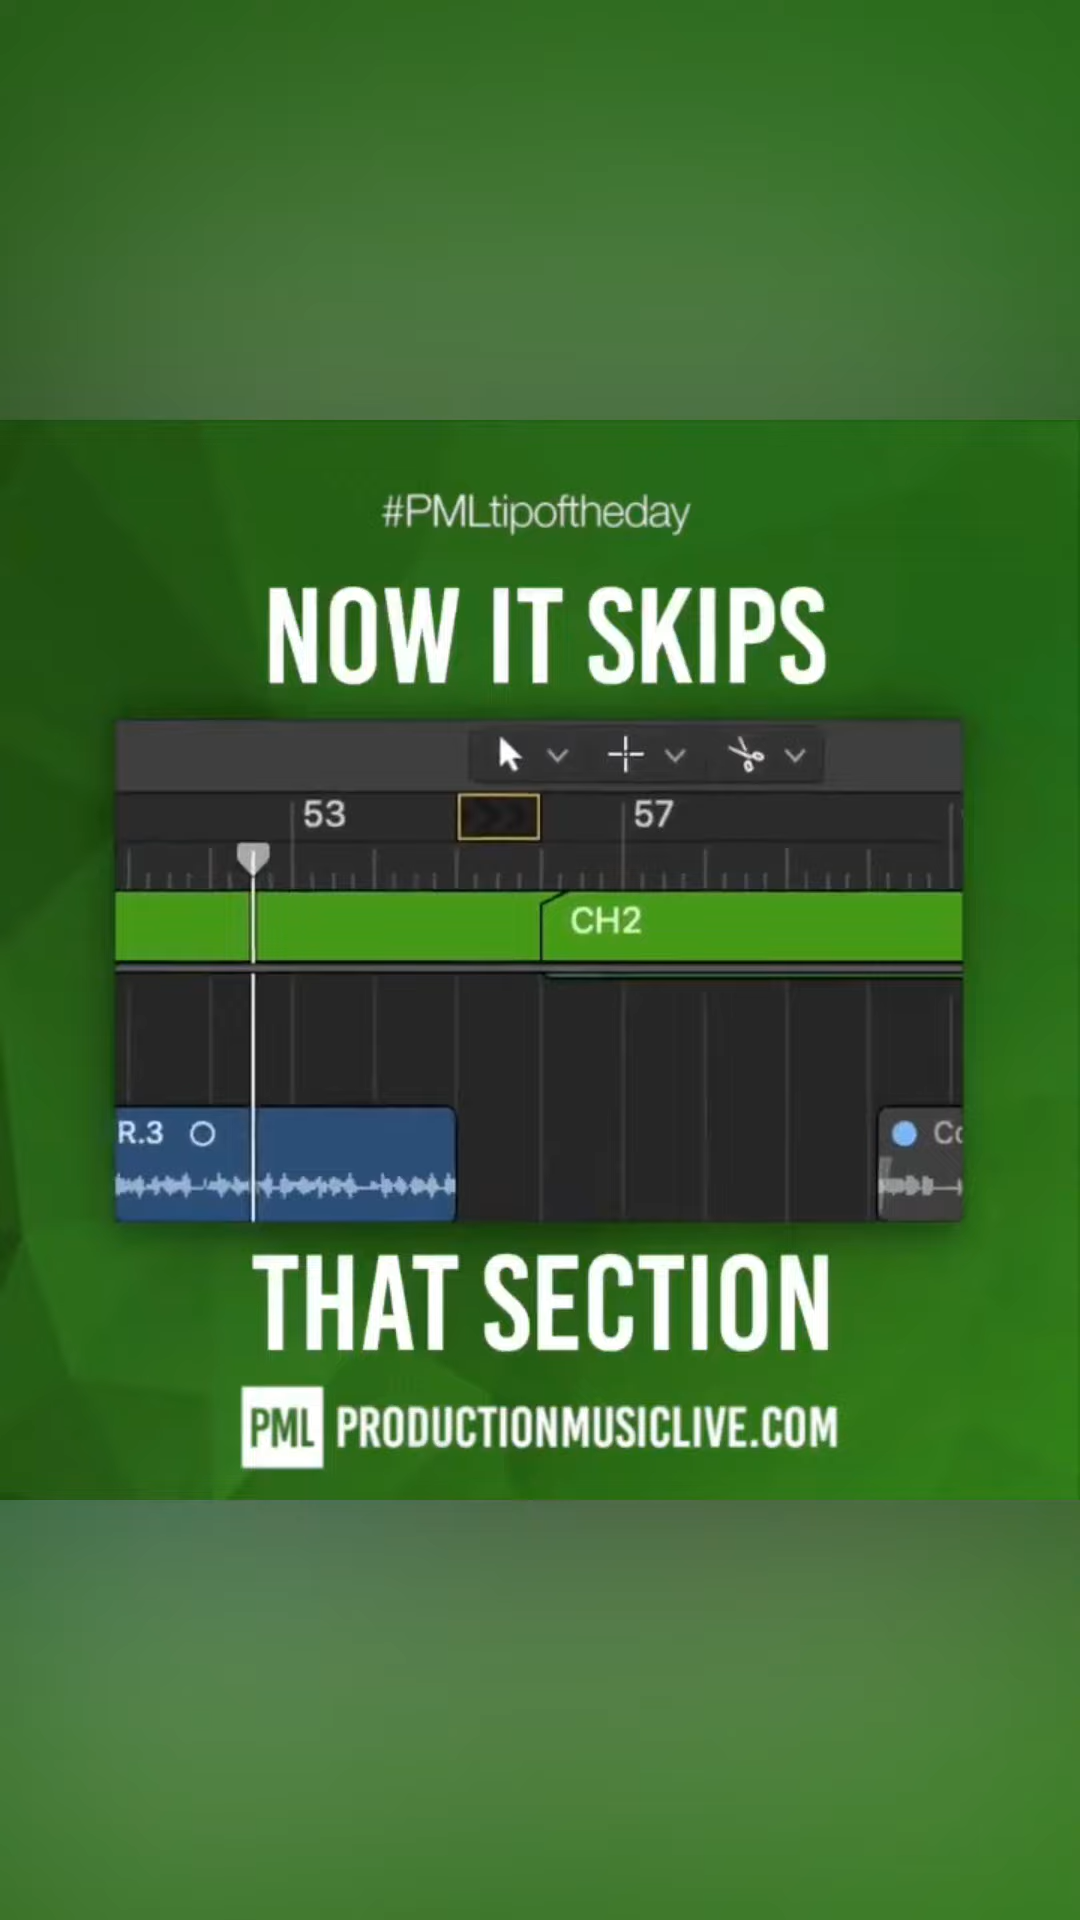 #PMLtipoftheday
NOW IT SKIPS
53
57
CH2
R.3
THAT SECTION
PML PRODUCTIONMUSICLIVE.COM